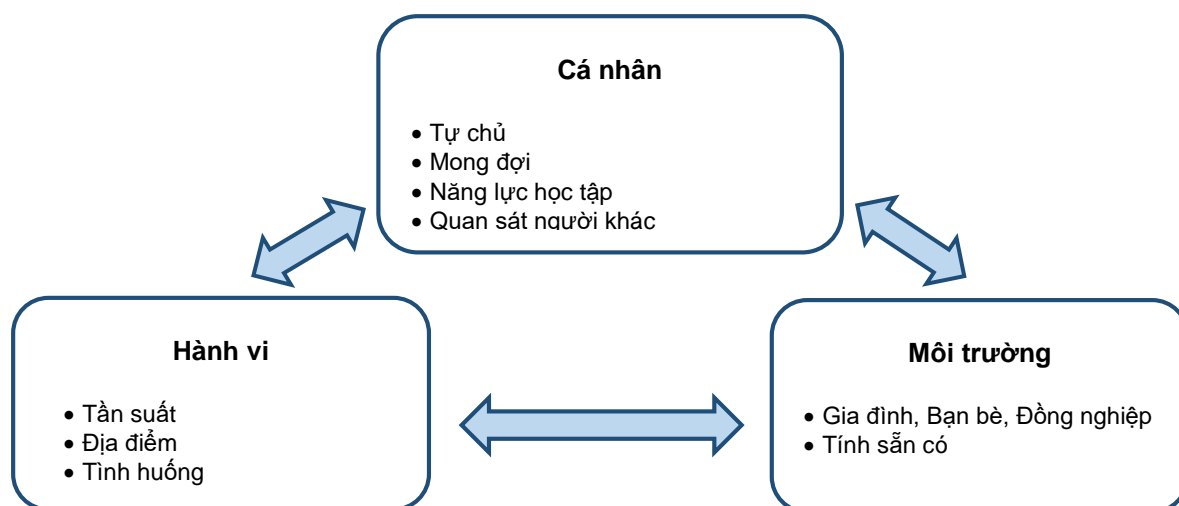 Cá nhân
• Tự chủ
• Mong đợi
• Năng lực học tập
• Quan sát người khác
Hành vi
• Tần suất
• Địa điểm
• Tình huống
Môi trường
• Gia đình, Bạn bè, Đồng nghiệp
• Tính sẵn có